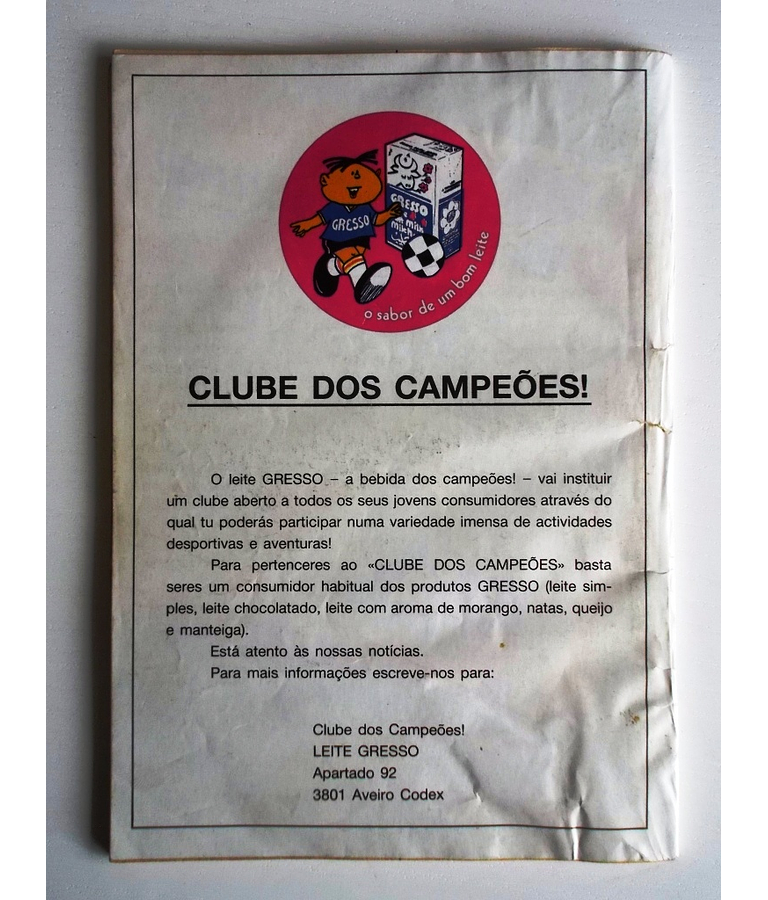 GRESSO
GRESSO
milk
o sabor de um bom leite
CLUBE DOS CAMPEÕES!
O leite GRESSO – a bebida dos campeões! – vai instituir
um clube aberto a todos os seus jovens consumidores através do
qual tu poderás participar numa variedade imensa de actividades
desportivas e aventuras!
Para pertenceres ao «CLUBE DOS CAMPEÕES» basta
seres um consumidor habitual dos produtos GRESSO (leite sim-
ples, leite chocolatado, leite com aroma de morango, natas, queijo
e manteiga).
Está atento às nossas notícias.
Para mais informações escreve-nos para:
Clube dos Campeões!
LEITE GRESSO
Apartado 92
3801 Aveiro Codex